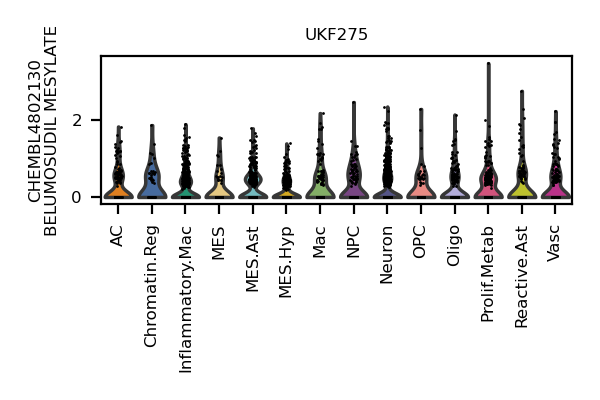 UKF275
CHEMBL4802130
BELUMOSUDIL MESYLATE
2
0
AC
Chromatin.Reg
Inflammatory.Mac
MES
MES.Ast
MES.Hyp
Mac
NPC
Neuron
OPC
Oligo
Prolif.Metab
Reactive.Ast
Vasc